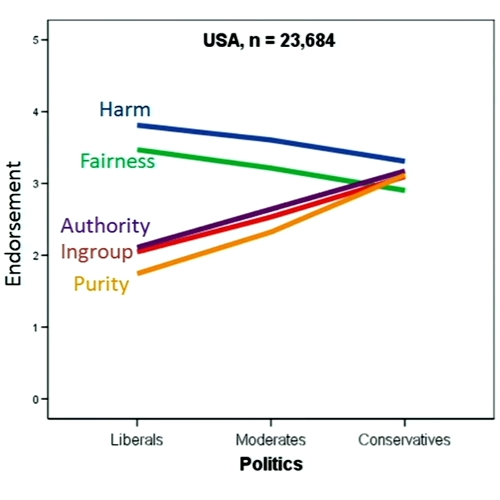 USA, n = 23,684
5
4
3
2
1
0
Endorsement
Harm
Fairness
Authority
Ingroup
Purity
Liberals
Moderates
Conservatives
Politics